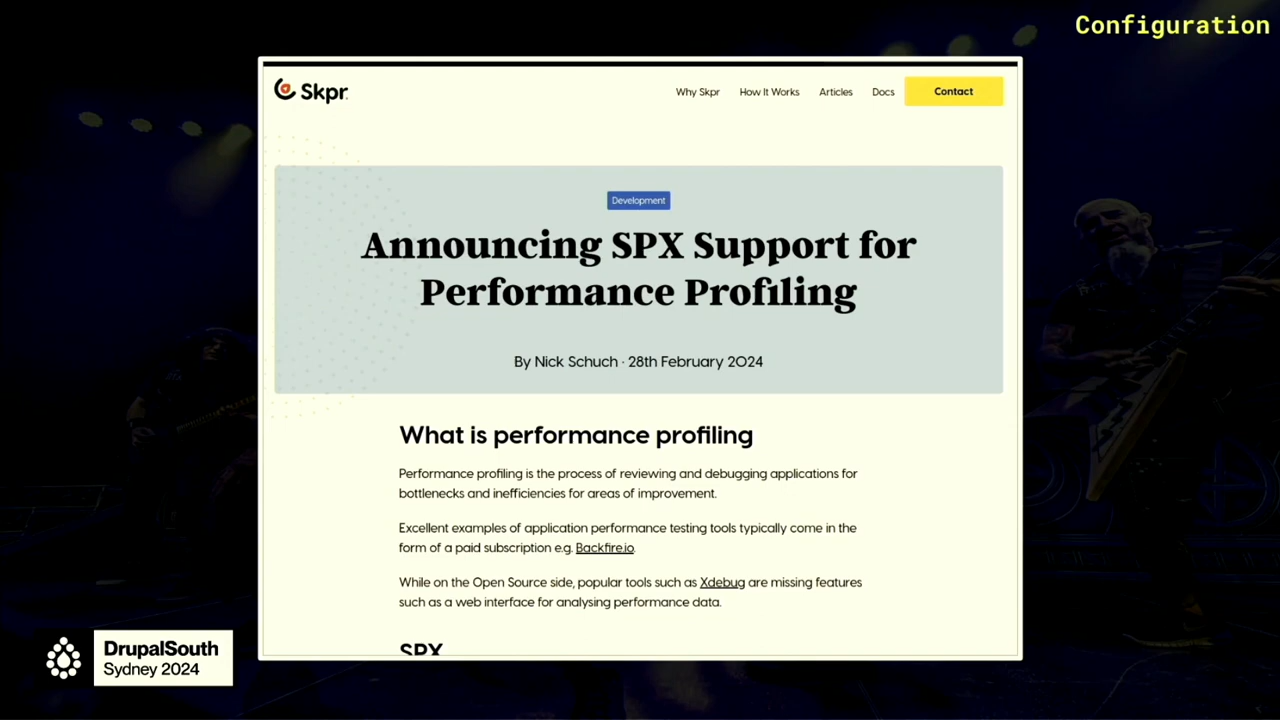 Configuration
Skpr
Why Skpr How It Works Articles Docs Contact
Development
Announcing SPX Support for
Performance Profiling
By Nick Schuch · 28th February 2024
What is performance profiling
Performance profiling is the process of reviewing and debugging applications for
bottlenecks and inefficiencies for areas of improvement.
Excellent examples of application performance testing tools typically come in the
form of a paid subscription e.g. Backfire.io.
While on the Open Source side, popular tools such as Xdebug are missing features
such as a web interface for analysing performance data.
SPX
DrupalSouth
Sydney 2024